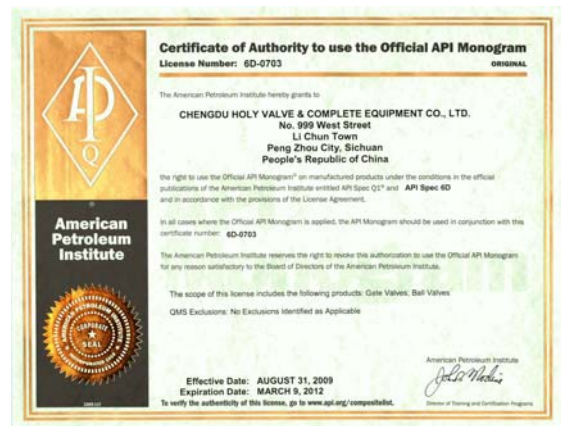 Certificate of Authority to use the Official API Monogram
License Number: 6D-0703
ORIGINAL
The American Petroleum Institute hereby grants to
CHENGDU HOLY VALVE & COMPLETE EQUIPMENT CO., LTD.
No. 999 West Street
Li Chun Town
Peng Zhou City, Sichuan
People's Republic of China
the right to use the Official API Monogram® on manufactured products under the conditions in the official
publications of the American Petroleum Institute entitled API Spec Q1® and API Spec 6D
and in accordance with the provisions of the License Agreement.
American
Petroleum
Institute
In all cases where the Official API Monogram is applied, the API Monogram should be used in conjunction with this
certificate number: 6D-0703
The American Petroleum Institute reserves the right to revoke this authorization to use the Official API Monogram
for any reason satisfactory to the Board of Directors of the American Petroleum Institute.
The scope of this license includes the following products: Gate Valves; Ball Valves
QMS Exclusions: No Exclusions Identified as Applicable
AMERICAN PETROLEUM
CORPORATE
SEAL
American Petroleum Institute
Effective Date: AUGUST 31, 2009
Expiration Date: MARCH 9, 2012
To verify the authenticity of this license, go to www.api.org/compositelist.
Director of Training and Certification Programs